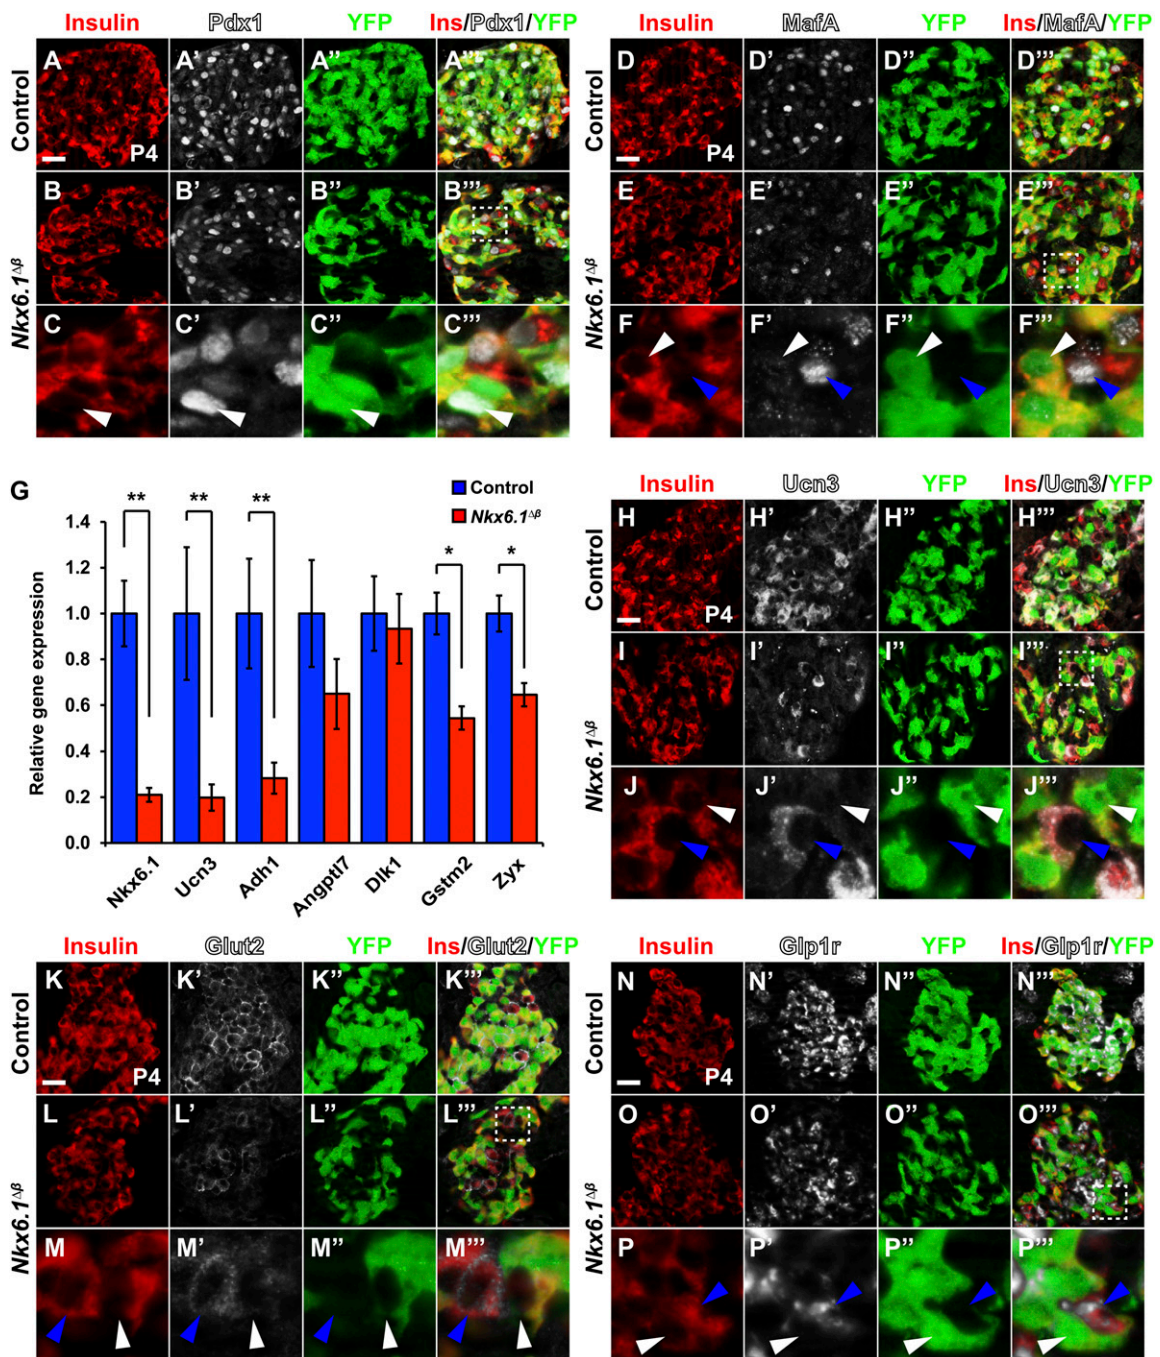 Insulin Pdx1 YFP Ins/Pdx1/YFP
Control
A A' A'' A'''
P4
Nkx6.1Δβ
B B' B'' B'''
C C' C'' C'''
Insulin MafA YFP Ins/MafA/YFP
Control
D D' D'' D'''
P4
Nkx6.1Δβ
E E' E'' E'''
F F' F'' F'''
G
Control
Nkx6.1Δβ
** ** ** * *
Relative gene expression
1.4
1.2
1.0
0.8
0.6
0.4
0.2
0.0
Nkx6.1 Ucn3 Adh1 Angptl7 Dlk1 Gstm2 Zyx
Insulin Ucn3 YFP Ins/Ucn3/YFP
Control
H H' H'' H'''
P4
Nkx6.1Δβ
I I' I'' I'''
J J' J'' J'''
Insulin Glut2 YFP Ins/Glut2/YFP
Control
K K' K'' K'''
P4
Nkx6.1Δβ
L L' L'' L'''
M M' M'' M'''
Insulin Glp1r YFP Ins/Glp1r/YFP
Control
N N' N'' N'''
P4
Nkx6.1Δβ
O O' O'' O'''
P P' P'' P'''